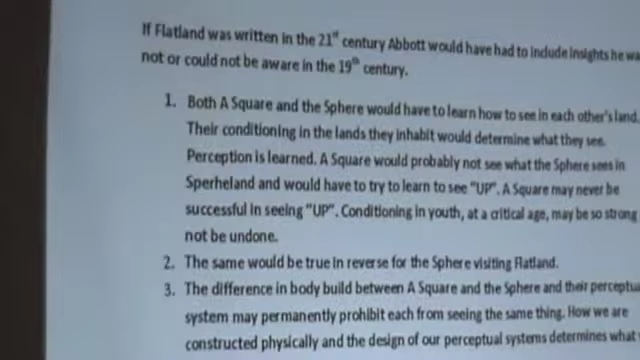 If Flatland was written in the 21st century Abbott would have had to include insights he wa
not or could not be aware in the 19th century.
1. Both A Square and the Sphere would have to learn how to see in each other's land.
Their conditioning in the lands they inhabit would determine what they see.
Perception is learned. A Square would probably not see what the Sphere sees in
Sperheland and would have to try to learn to see "UP". A Square may never be
successful in seeing "UP". Conditioning in youth, at a critical age, may be so strong
not be undone.
2. The same would be true in reverse for the Sphere visiting Flatland.
3. The difference in body build between A Square and the Sphere and their perceptua
system may permanently prohibit each from seeing the same thing. How we are
constructed physically and the design of our perceptual systems determines what